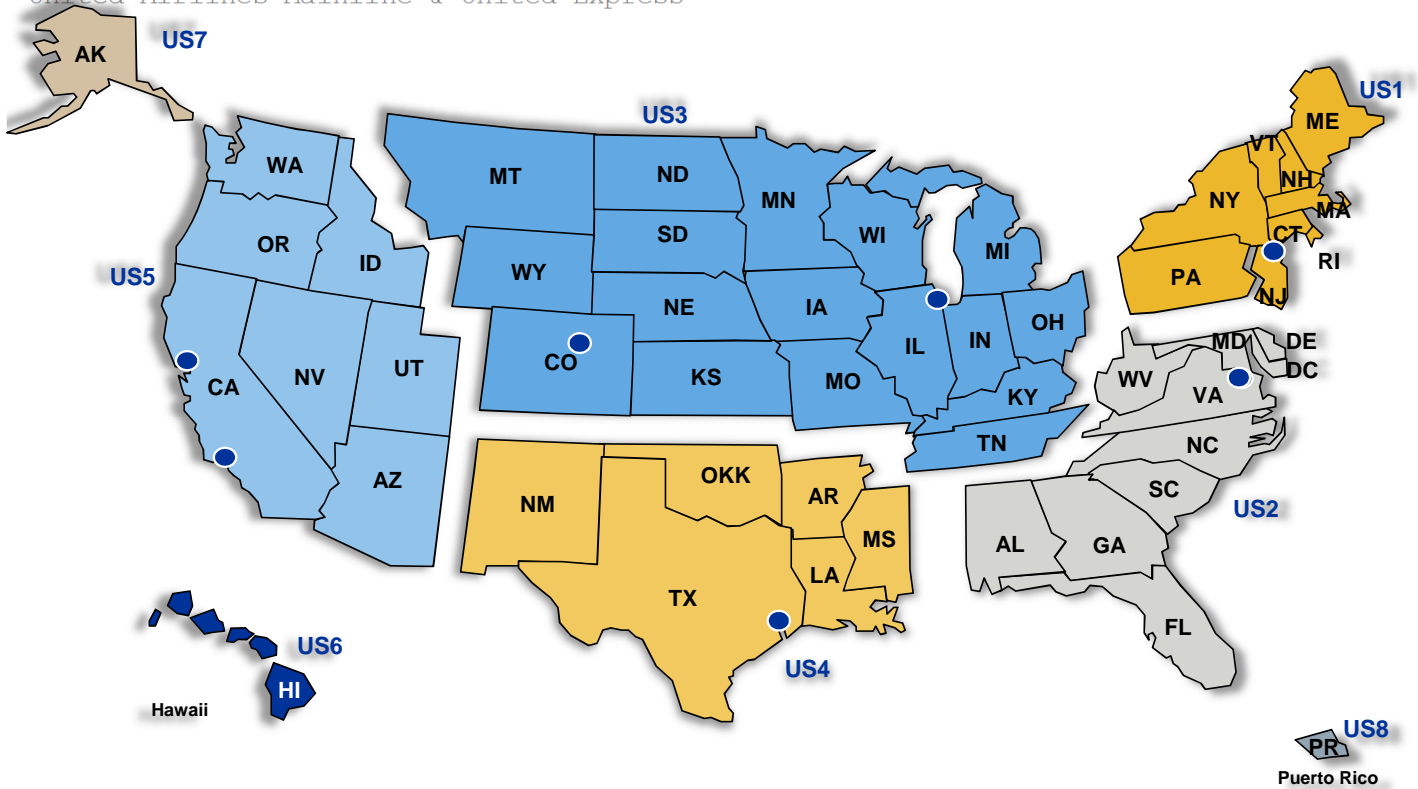 United Airlines Mainline & United Express
AK
US7
US3
US1
ME
VT
NH
WA
MT
ND
MN
NY
MA
OR
ID
SD
WI
MI
CT
RI
US5
WY
PA
NJ
NE
IA
OH
CO
IL
IN
MD
DE
DC
CA
NV
UT
KS
MO
KY
WV
VA
TN
NC
AZ
NM
OKK
AR
SC
US2
MS
AL
GA
LA
TX
FL
US6
US4
HI
Hawaii
US8
PR
Puerto Rico